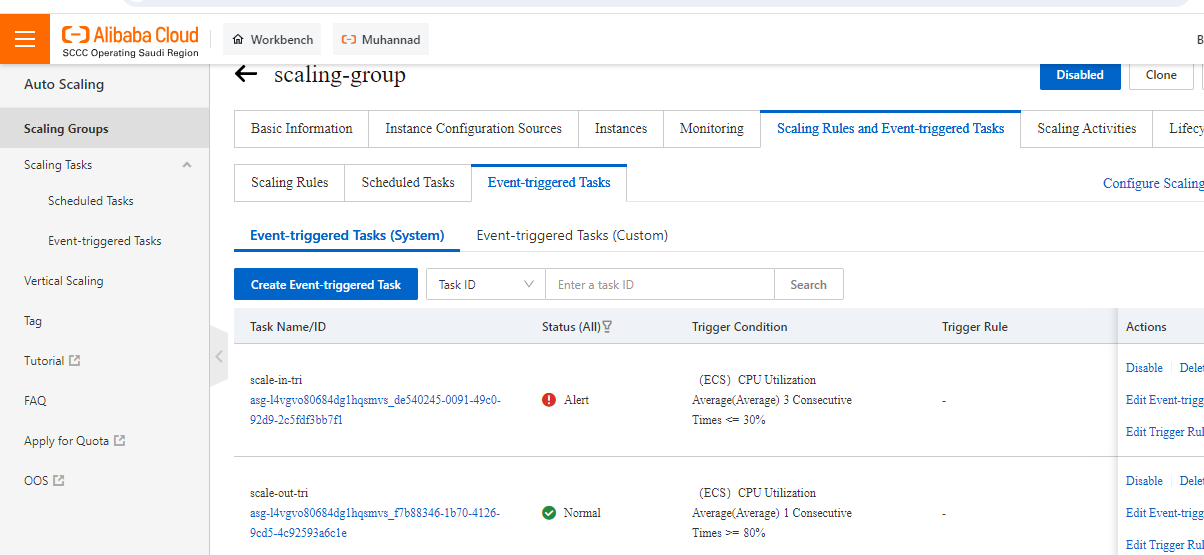 Alibaba Cloud
SCCC Operating Saudi Region
Workbench
Muhannad
B
Auto Scaling
Scaling Groups
Scaling Tasks
Scheduled Tasks
Event-triggered Tasks
Vertical Scaling
Tag
Tutorial
FAQ
Apply for Quota
OOS
scaling-group
Disabled
Clone
Basic Information
Instance Configuration Sources
Instances
Monitoring
Scaling Rules and Event-triggered Tasks
Scaling Activities
Lifecy
Scaling Rules
Scheduled Tasks
Event-triggered Tasks
Configure Scaling
Event-triggered Tasks (System)
Event-triggered Tasks (Custom)
Create Event-triggered Task
Task ID
Enter a task ID
Search
Task Name/ID
Status (All)
Trigger Condition
Trigger Rule
Actions
scale-in-tri
asg-l4vgvo80684dg1hqsmvs_de540245-0091-49c0-
92d9-2c5fdf3bb7f1
Alert
(ECS) CPU Utilization
Average(Average) 3 Consecutive
Times <= 30%
-
Disable
Delet
Edit Event-trigg
Edit Trigger Rul
scale-out-tri
asg-l4vgvo80684dg1hqsmvs_f7b88346-1b70-4126-
9cd5-4c92593a6c1e
Normal
(ECS) CPU Utilization
Average(Average) 1 Consecutive
Times >= 80%
-
Disable
Delet
Edit Event-trigg
Edit Trigger Rul